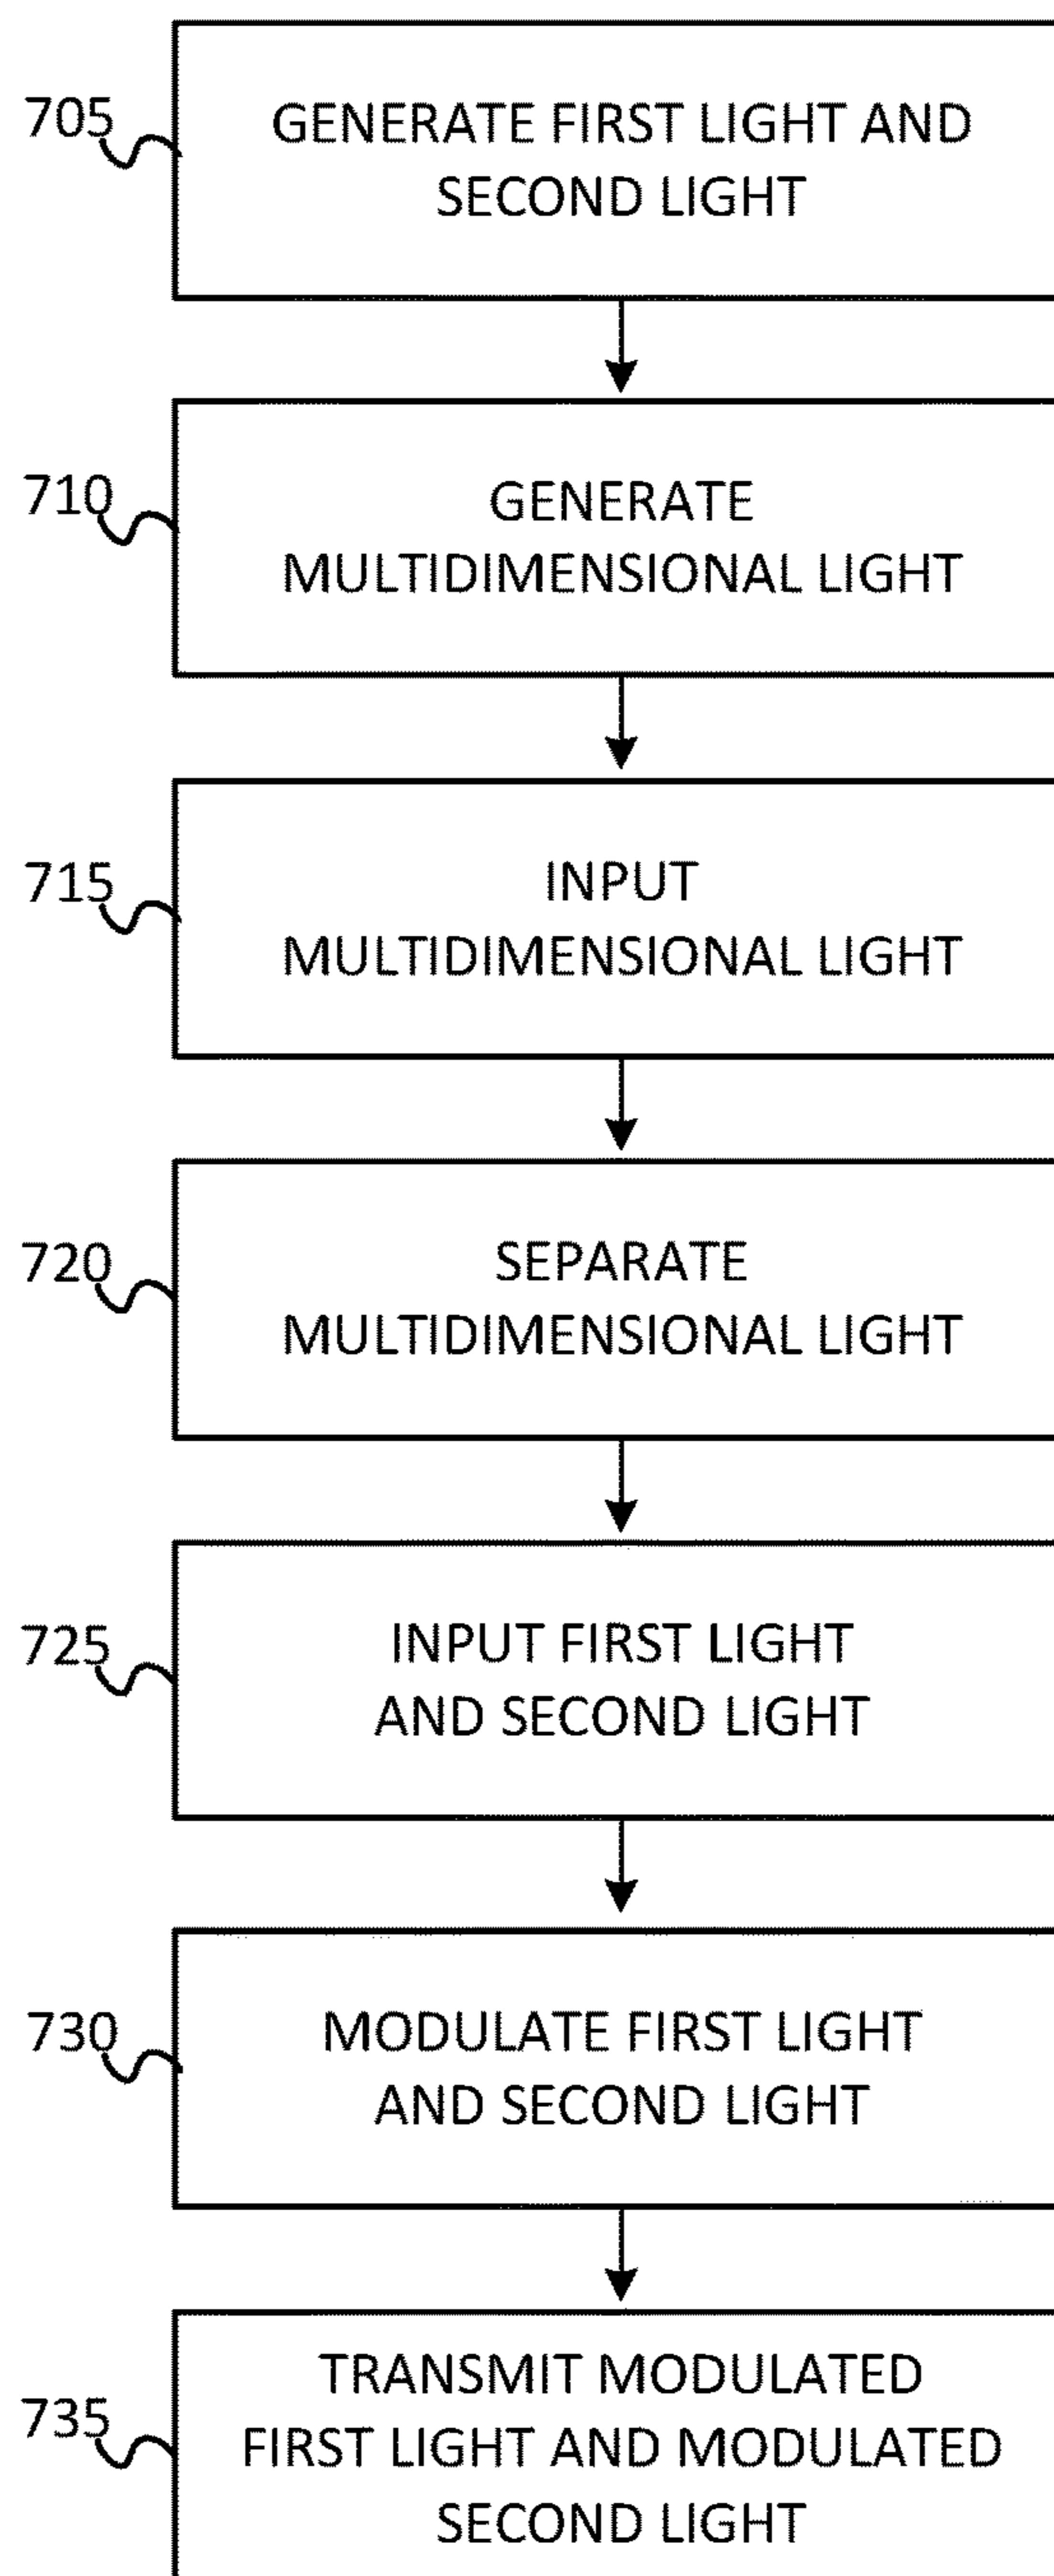 705
GENERATE FIRST LIGHT AND
SECOND LIGHT
710
GENERATE
MULTIDIMENSIONAL LIGHT
715
INPUT
MULTIDIMENSIONAL LIGHT
720
SEPARATE
MULTIDIMENSIONAL LIGHT
725
INPUT FIRST LIGHT
AND SECOND LIGHT
730
MODULATE FIRST LIGHT
AND SECOND LIGHT
735
TRANSMIT MODULATED
FIRST LIGHT AND MODULATED
SECOND LIGHT